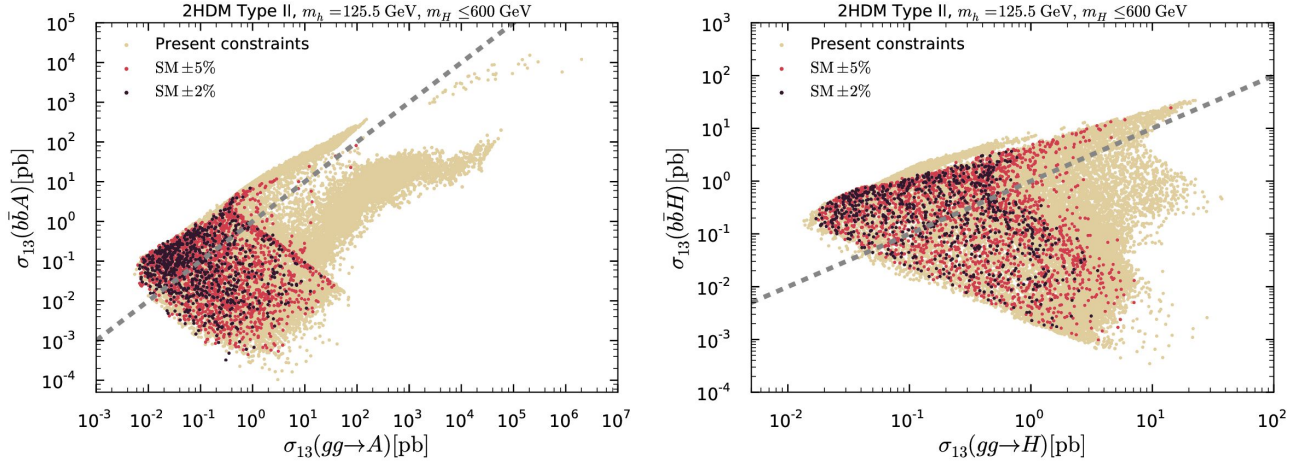 2HDM Type II, m_h =125.5 GeV, m_H ≤600 GeV
Present constraints
SM ±5%
SM ±2%
10^5
10^4
10^3
10^2
10^1
10^0
10^-1
10^-2
10^-3
10^-4
σ_13(bb̄A)[pb]
10^-3 10^-2 10^-1 10^0 10^1 10^2 10^3 10^4 10^5 10^6 10^7
σ_13(gg→A)[pb]
2HDM Type II, m_h =125.5 GeV, m_H ≤600 GeV
Present constraints
SM ±5%
SM ±2%
10^3
10^2
10^1
10^0
10^-1
10^-2
10^-3
10^-4
σ_13(bb̄H)[pb]
10^-2 10^-1 10^0 10^1 10^2
σ_13(gg→H)[pb]